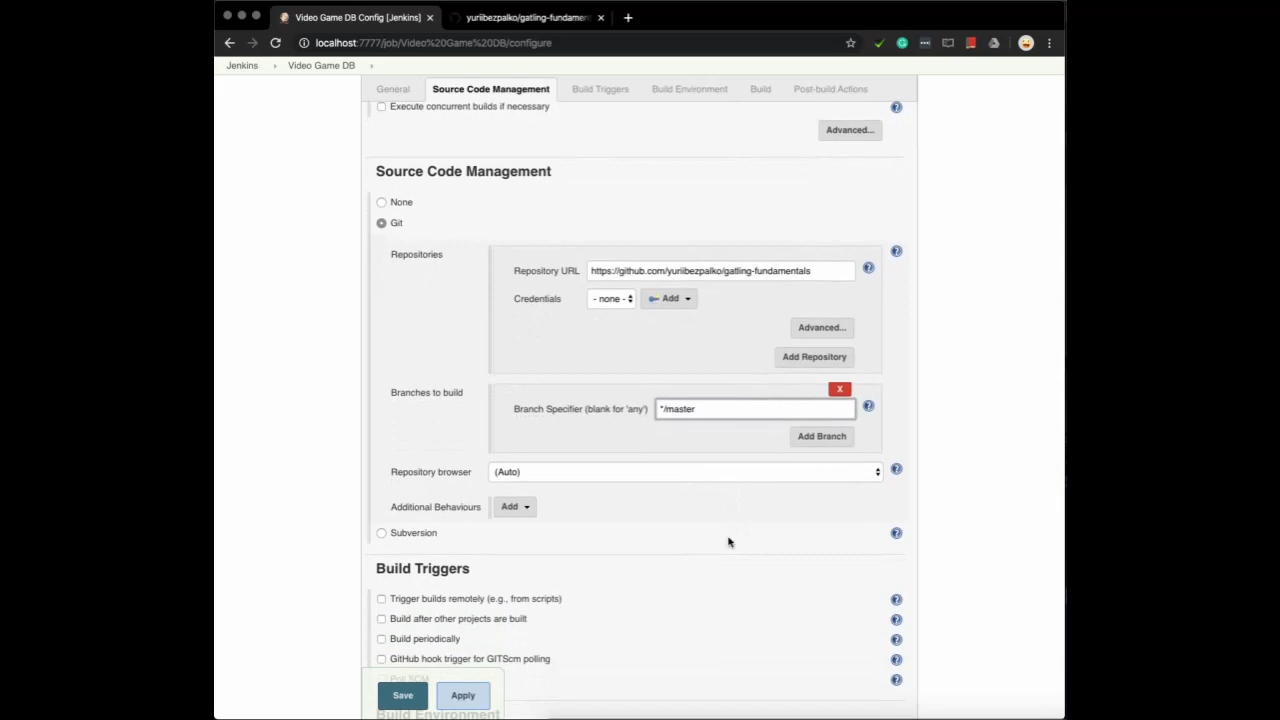 Video Game DB Config [Jenkins]
yuriibezpalko/gatling-fundamen
localhost:7777/job/Video%20Game%20DB/configure
Jenkins
Video Game DB
General
Source Code Management
Build Triggers
Build Environment
Build
Post-build Actions
Execute concurrent builds if necessary
Advanced...
Source Code Management
None
Git
Repositories
Repository URL
https://github.com/yuriibezpalko/gatling-fundamentals
Credentials
- none -
Add
Advanced...
Add Repository
Branches to build
X
Branch Specifier (blank for 'any')
*/master
Add Branch
Repository browser
(Auto)
Additional Behaviours
Add
Subversion
Build Triggers
Trigger builds remotely (e.g., from scripts)
Build after other projects are built
Build periodically
GitHub hook trigger for GITScm polling
Poll SCM
Save
Apply
Build Environment